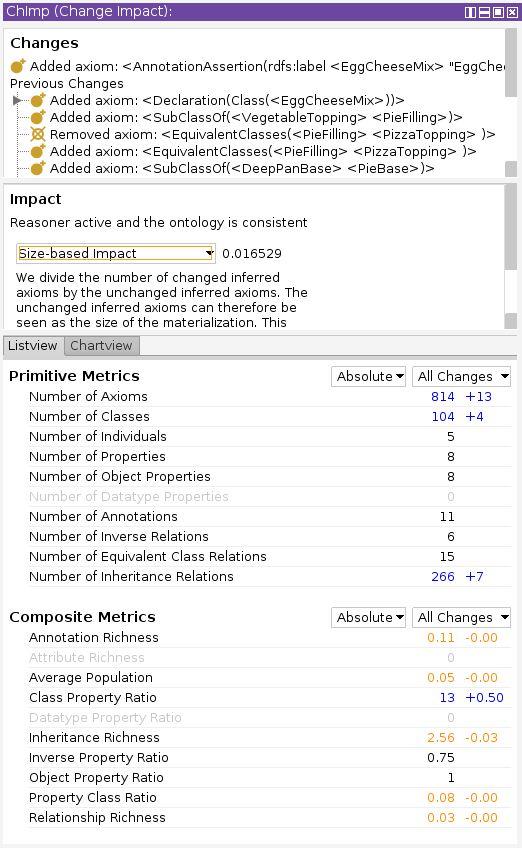 ChImp (Change Impact):
Changes
Added axiom: <AnnotationAssertion(rdfs:label <EggCheeseMix> "EggChee
Previous Changes
Added axiom: <Declaration(Class(<EggCheeseMix>))>
Added axiom: <SubClassOf(<VegetableTopping> <PieFilling>)>
Removed axiom: <EquivalentClasses(<PieFilling> <PizzaTopping> )>
Added axiom: <EquivalentClasses(<PieFilling> <PizzaTopping> )>
Added axiom: <SubClassOf(<DeepPanBase> <PieBase>)>
Impact
Reasoner active and the ontology is consistent
Size-based Impact 0.016529
We divide the number of changed inferred
axioms by the unchanged inferred axioms. The
unchanged inferred axioms can therefore be
seen as the size of the materialization. This
Listview Chartview
Primitive Metrics Absolute All Changes
Number of Axioms 814 +13
Number of Classes 104 +4
Number of Individuals 5
Number of Properties 8
Number of Object Properties 8
Number of Datatype Properties 0
Number of Annotations 11
Number of Inverse Relations 6
Number of Equivalent Class Relations 15
Number of Inheritance Relations 266 +7
Composite Metrics Absolute All Changes
Annotation Richness 0.11 -0.00
Attribute Richness 0
Average Population 0.05 -0.00
Class Property Ratio 13 +0.50
Datatype Property Ratio 0
Inheritance Richness 2.56 -0.03
Inverse Property Ratio 0.75
Object Property Ratio 1
Property Class Ratio 0.08 -0.00
Relationship Richness 0.03 -0.00